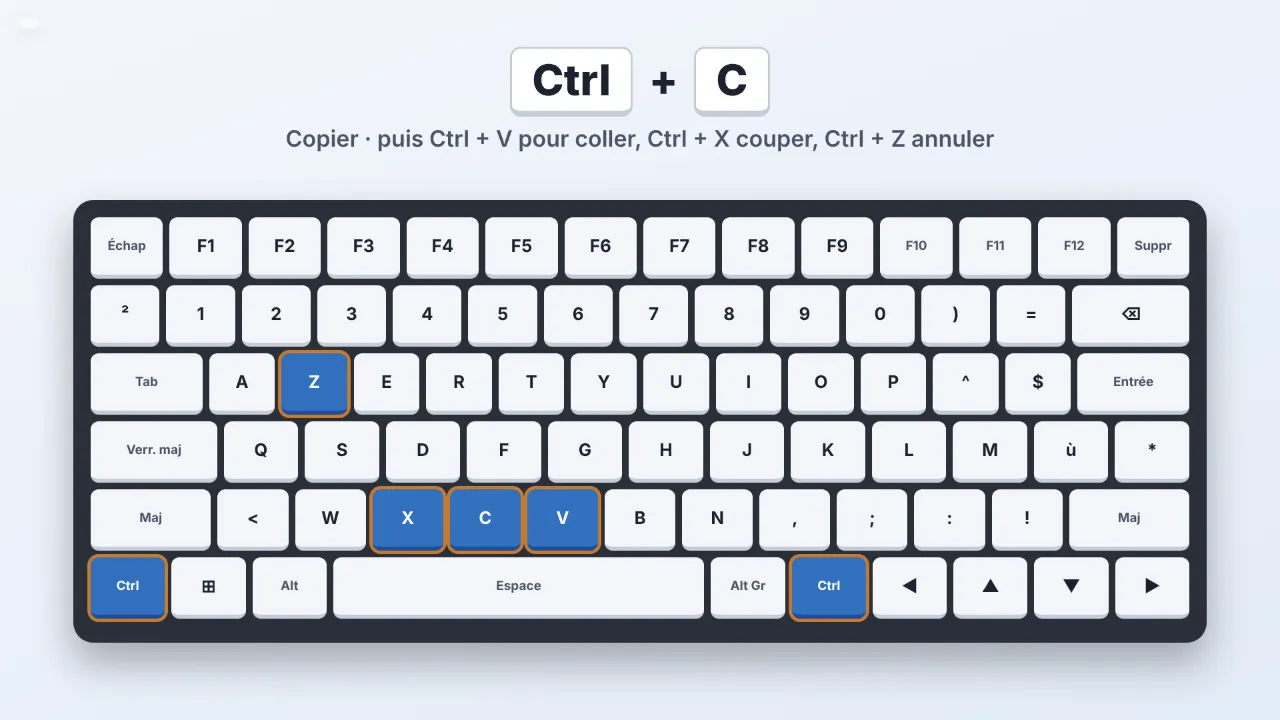 Ctrl + C
Copier · puis Ctrl + V pour coller, Ctrl + X couper, Ctrl + Z annuler
Échap F1 F2 F3 F4 F5 F6 F7 F8 F9 F10 F11 F12 Suppr
² 1 2 3 4 5 6 7 8 9 0 ) = ⌫
Tab A Z E R T Y U I O P ^ $ Entrée
Verr. maj Q S D F G H J K L M ù *
Maj < W X C V B N , ; : ! Maj
Ctrl ⊞ Alt Espace Alt Gr Ctrl ◀ ▲ ▼ ▶